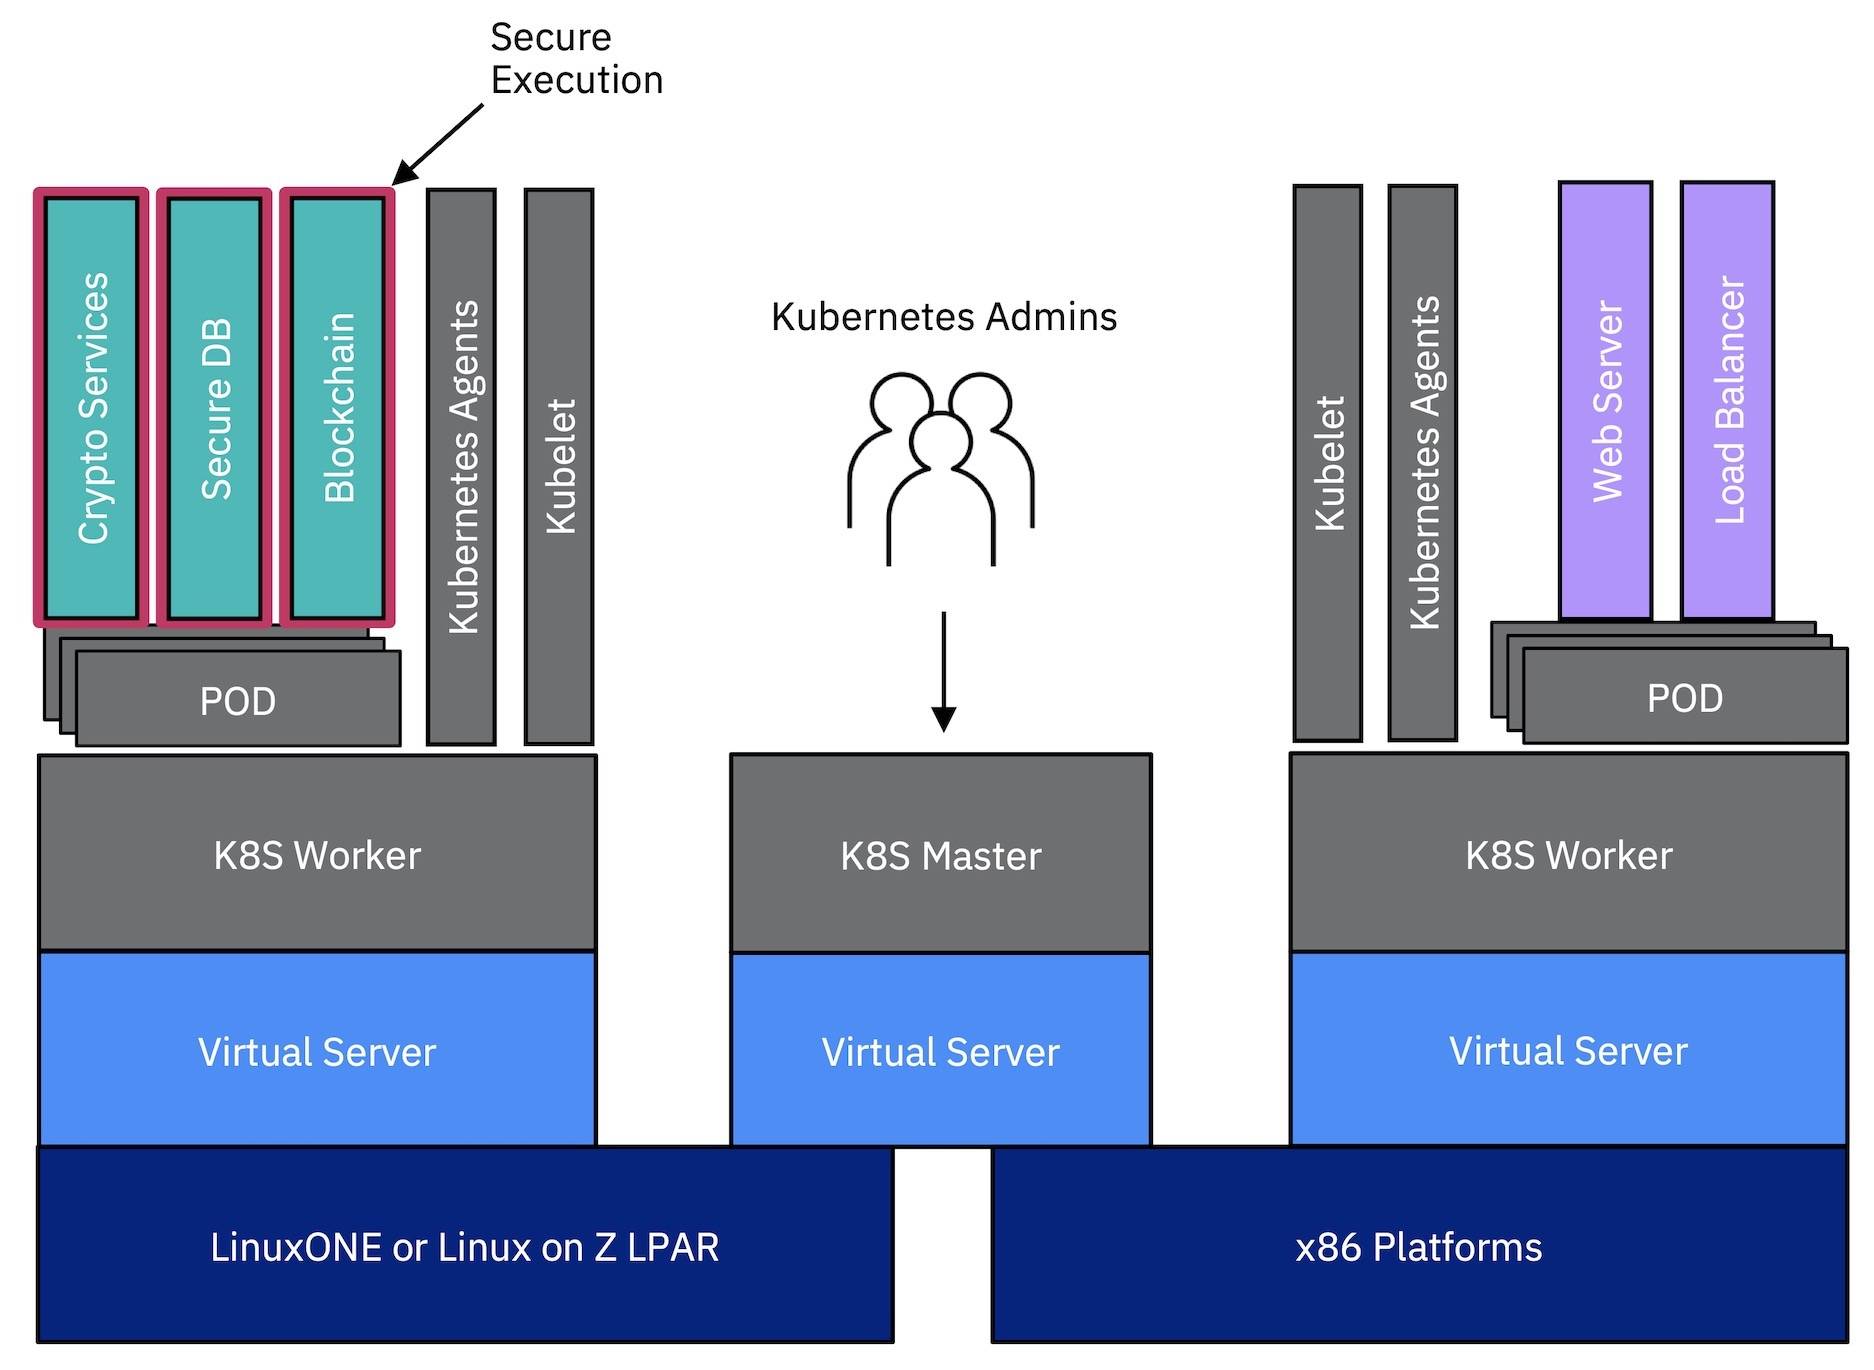 Secure
Execution
Crypto Services
Secure DB
Blockchain
Kubernetes Agents
Kubelet
POD
K8S Worker
Virtual Server
Kubernetes Admins
K8S Master
Virtual Server
Kubelet
Kubernetes Agents
Web Server
Load Balancer
POD
K8S Worker
Virtual Server
LinuxONE or Linux on Z LPAR
x86 Platforms